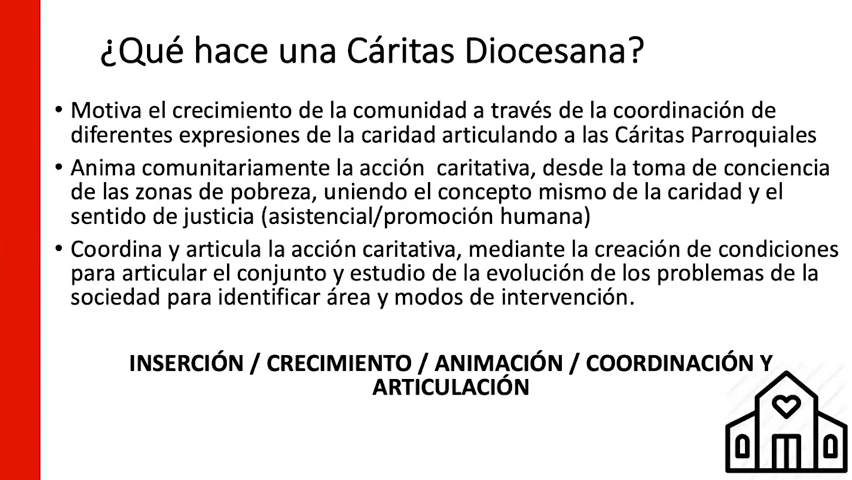 ¿Qué hace una Cáritas Diocesana?
• Motiva el crecimiento de la comunidad a través de la coordinación de
diferentes expresiones de la caridad articulando a las Cáritas Parroquiales
• Anima comunitariamente la acción  caritativa, desde la toma de conciencia
de las zonas de pobreza, uniendo el concepto mismo de la caridad y el
sentido de justicia (asistencial/promoción humana)
• Coordina y articula la acción caritativa, mediante la creación de condiciones
para articular el conjunto y estudio de la evolución de los problemas de la
sociedad para identificar área y modos de intervención.
INSERCIÓN / CRECIMIENTO / ANIMACIÓN / COORDINACIÓN Y
ARTICULACIÓN